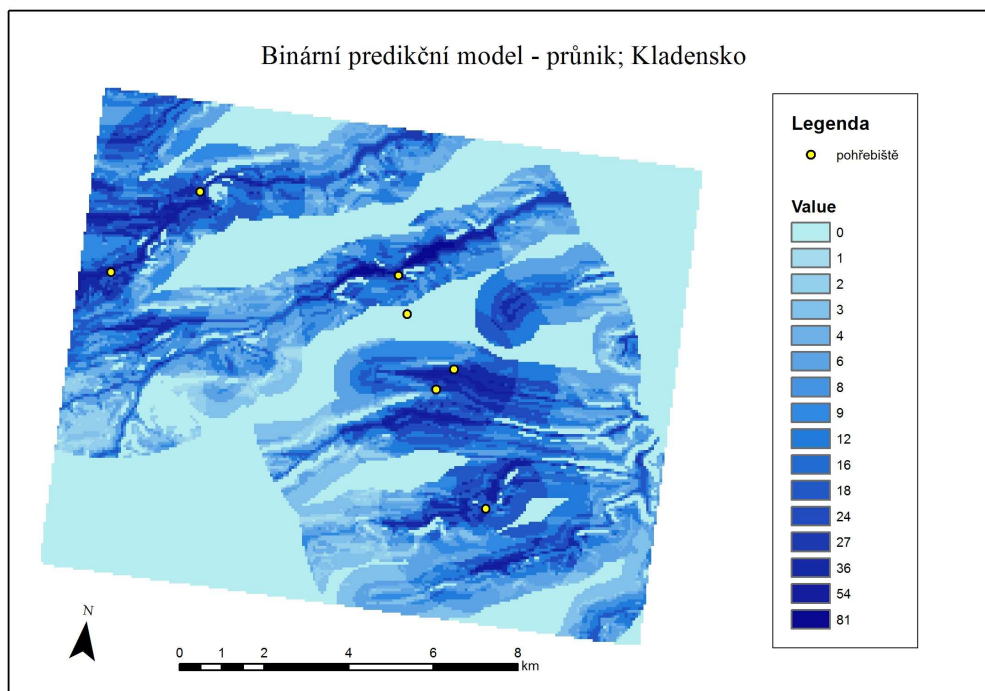 Binární predikční model - průnik; Kladensko
Legenda
pohřebiště
Value
0
1
2
3
4
6
8
9
12
16
18
24
27
36
54
81
N
0 1 2 4 6 8
km